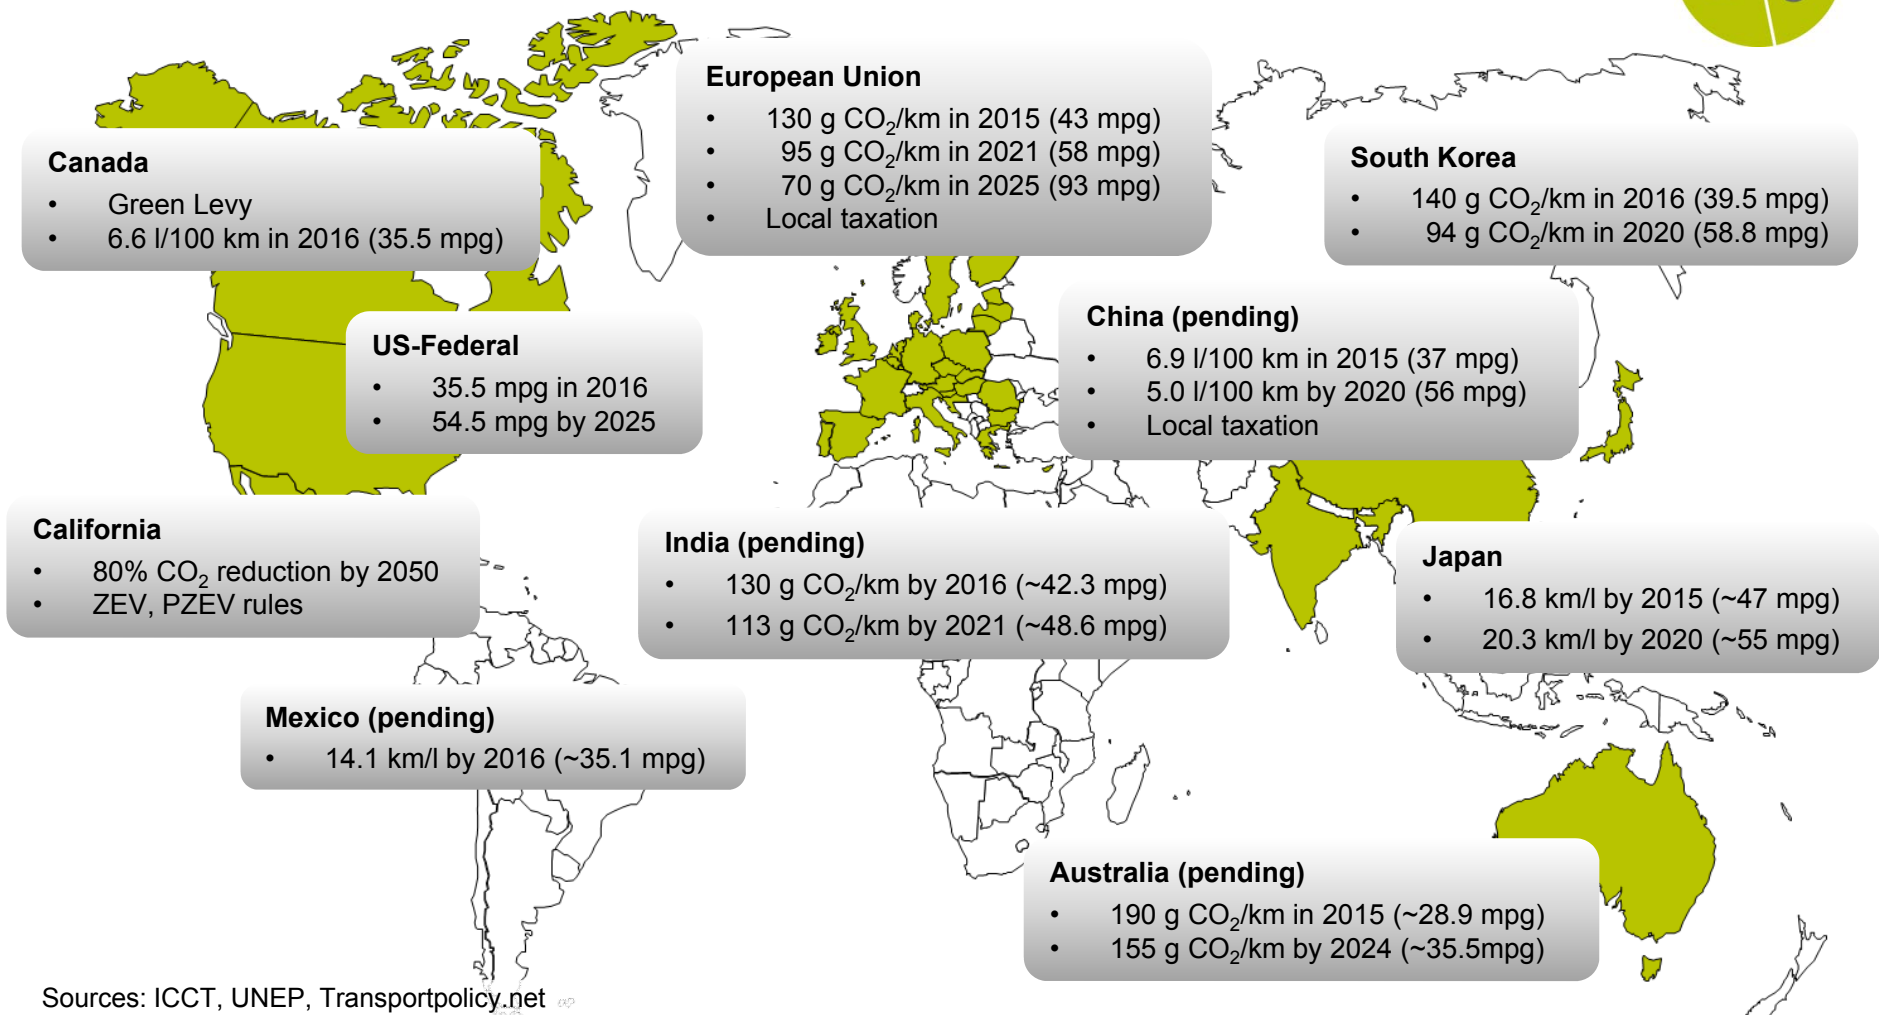 European Union
• 130 g CO₂/km in 2015 (43 mpg)
• 95 g CO₂/km in 2021 (58 mpg)
• 70 g CO₂/km in 2025 (93 mpg)
• Local taxation
Canada
• Green Levy
• 6.6 l/100 km in 2016 (35.5 mpg)
South Korea
• 140 g CO₂/km in 2016 (39.5 mpg)
• 94 g CO₂/km in 2020 (58.8 mpg)
US-Federal
• 35.5 mpg in 2016
• 54.5 mpg by 2025
China (pending)
• 6.9 l/100 km in 2015 (37 mpg)
• 5.0 l/100 km by 2020 (56 mpg)
• Local taxation
California
• 80% CO₂ reduction by 2050
• ZEV, PZEV rules
India (pending)
• 130 g CO₂/km by 2016 (~42.3 mpg)
• 113 g CO₂/km by 2021 (~48.6 mpg)
Japan
• 16.8 km/l by 2015 (~47 mpg)
• 20.3 km/l by 2020 (~55 mpg)
Mexico (pending)
• 14.1 km/l by 2016 (~35.1 mpg)
Australia (pending)
• 190 g CO₂/km in 2015 (~28.9 mpg)
• 155 g CO₂/km by 2024 (~35.5mpg)
Sources: ICCT, UNEP, Transportpolicy.net